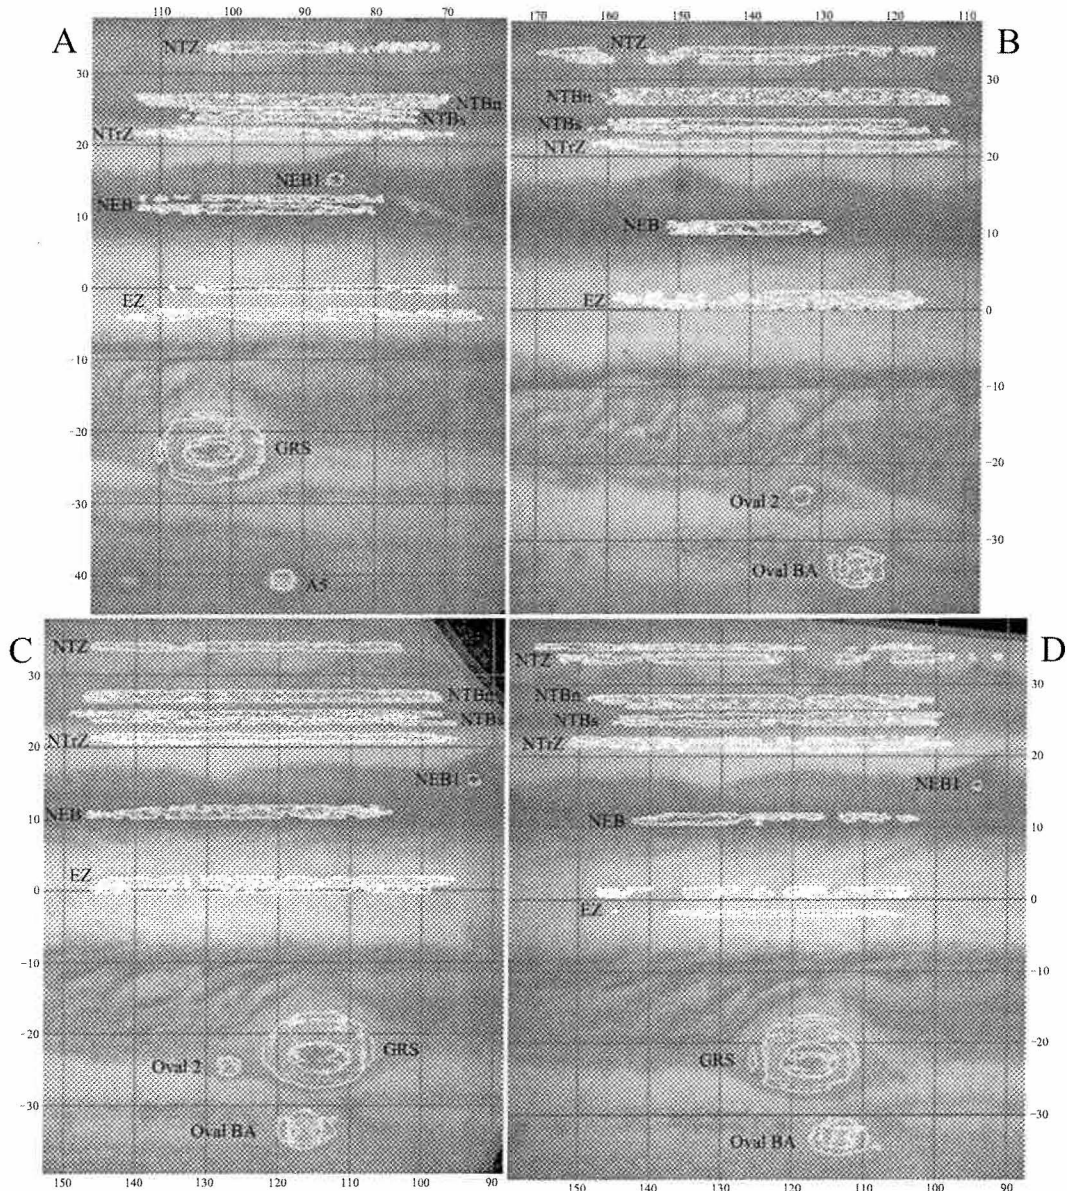 110 100 90 80 70
A
NTZ
30
NTBn
NTBs
NTrZ
20
NEB1
NEB
10
EZ
0
-10
-20
GRS
-30
40
A5
170 160 150 140 130 120 110
B
NTZ
30
NTBn
NTBs
NTrZ
20
NEB
10
EZ
0
-10
-20
Oval 2
-30
Oval BA
C
NTZ
30
NTBn
NTBs
NTrZ
20
NEB1
NEB
10
EZ
0
-10
-20
GRS
Oval 2
-30
Oval BA
150 140 130 120 110 100 90
D
NTZ
30
NTBn
NTBs
NTrZ
20
NEB1
NEB
10
EZ
0
-10
-20
GRS
-30
Oval BA
150 140 130 120 110 100 90